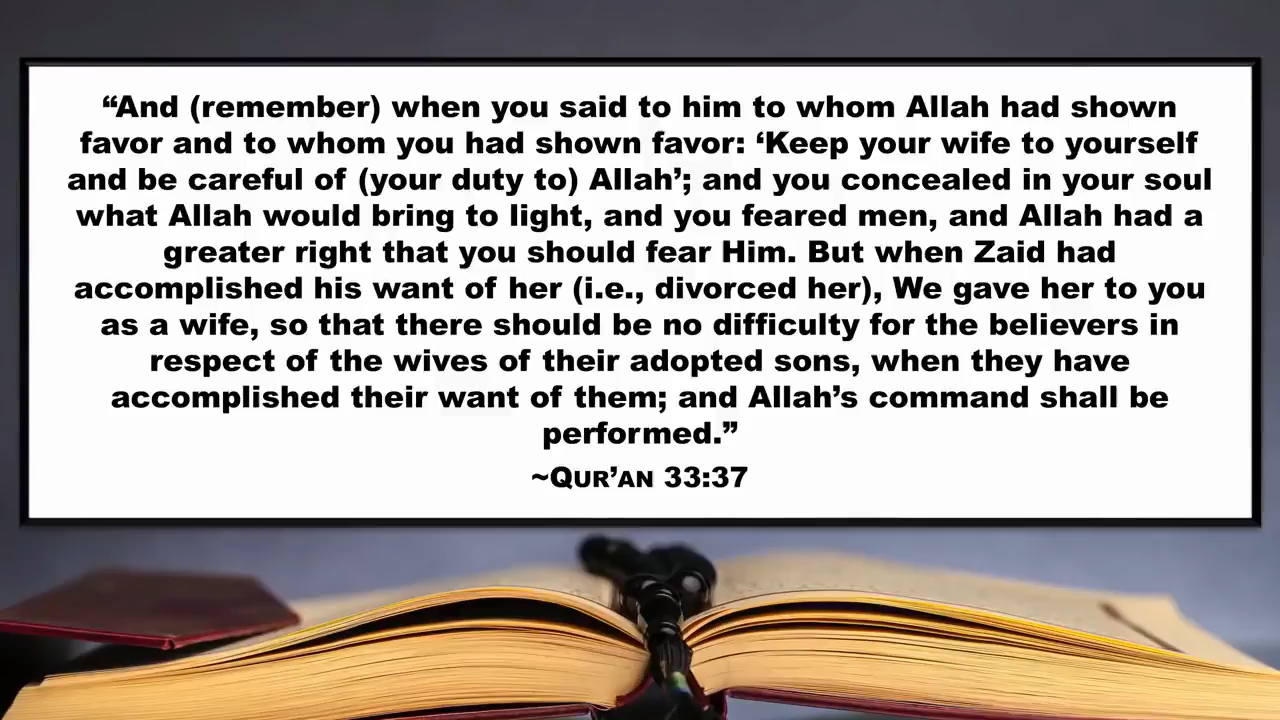 “And (remember) when you said to him to whom Allah had shown
favor and to whom you had shown favor: ‘Keep your wife to yourself
and be careful of (your duty to) Allah’; and you concealed in your soul
what Allah would bring to light, and you feared men, and Allah had a
greater right that you should fear Him. But when Zaid had
accomplished his want of her (i.e., divorced her), We gave her to you
as a wife, so that there should be no difficulty for the believers in
respect of the wives of their adopted sons, when they have
accomplished their want of them; and Allah’s command shall be
performed.”
~QUR’AN 33:37